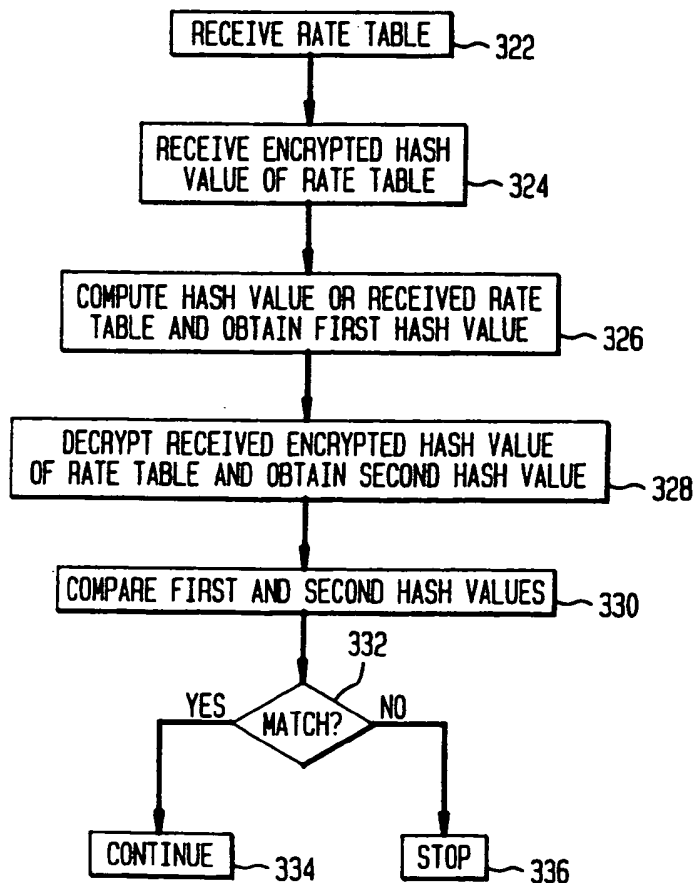 RECEIVE RATE TABLE
322
RECEIVE ENCRYPTED HASH
VALUE OF RATE TABLE
324
COMPUTE HASH VALUE OR RECEIVED RATE
TABLE AND OBTAIN FIRST HASH VALUE
326
DECRYPT RECEIVED ENCRYPTED HASH VALUE
OF RATE TABLE AND OBTAIN SECOND HASH VALUE
328
COMPARE FIRST AND SECOND HASH VALUES
330
332
YES
MATCH?
NO
CONTINUE
334
STOP
336